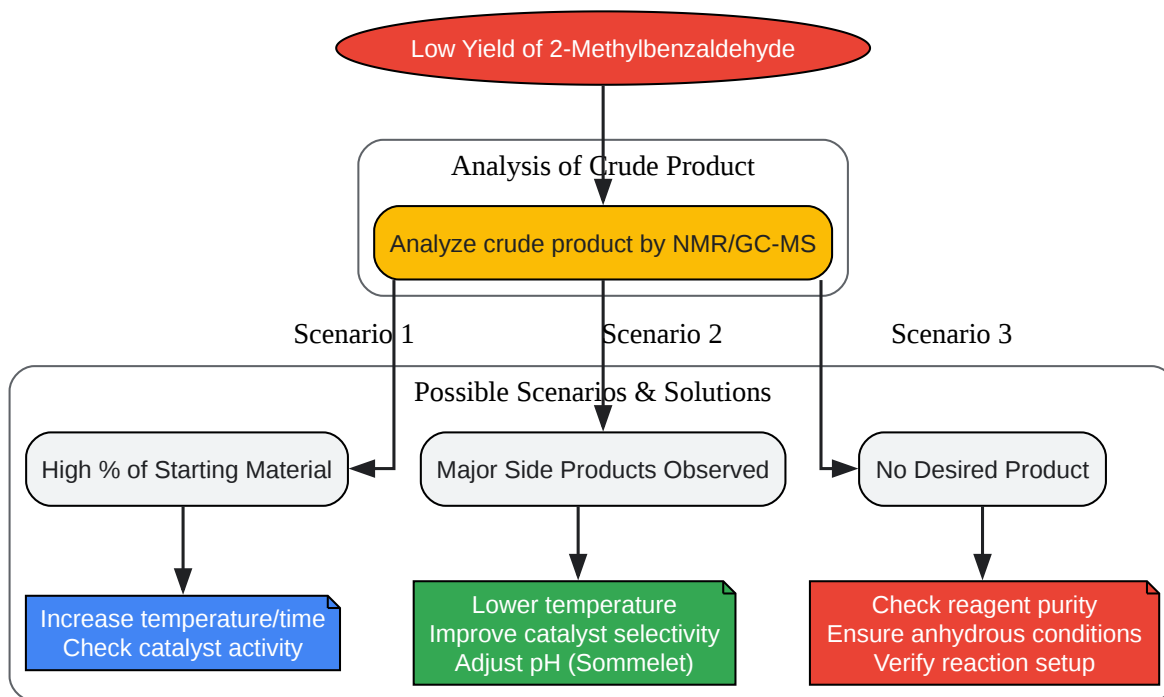 Low Yield of 2-Methylbenzaldehyde
Analysis of Crude Product
Analyze crude product by NMR/GC-MS
Scenario 1
Scenario 2
Scenario 3
Possible Scenarios & Solutions
High % of Starting Material
Major Side Products Observed
No Desired Product
Increase temperature/time
Check catalyst activity
Lower temperature
Improve catalyst selectivity
Adjust pH (Sommelet)
Check reagent purity
Ensure anhydrous conditions
Verify reaction setup